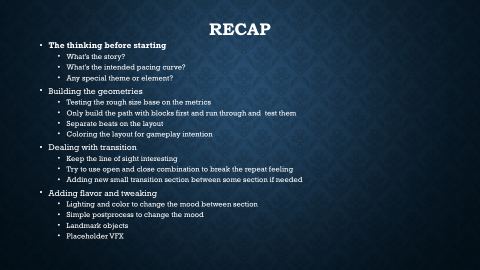 RECAP
• The thinking before starting
• What's the story?
• What's the intended pacing curve?
• Any special theme or element?
• Building the geometries
• Testing the rough size base on the metrics
• Only build the path with blocks first and run through and test them
• Separate beats on the layout
• Coloring the layout for gameplay intention
• Dealing with transition
• Keep the line of sight interesting
• Try to use open and close combination to break the repeat feeling
• Adding new small transition section between some section if needed
• Adding flavor and tweaking
• Lighting and color to change the mood between section
• Simple postprocess to change the mood
• Landmark objects
• Placeholder VFX